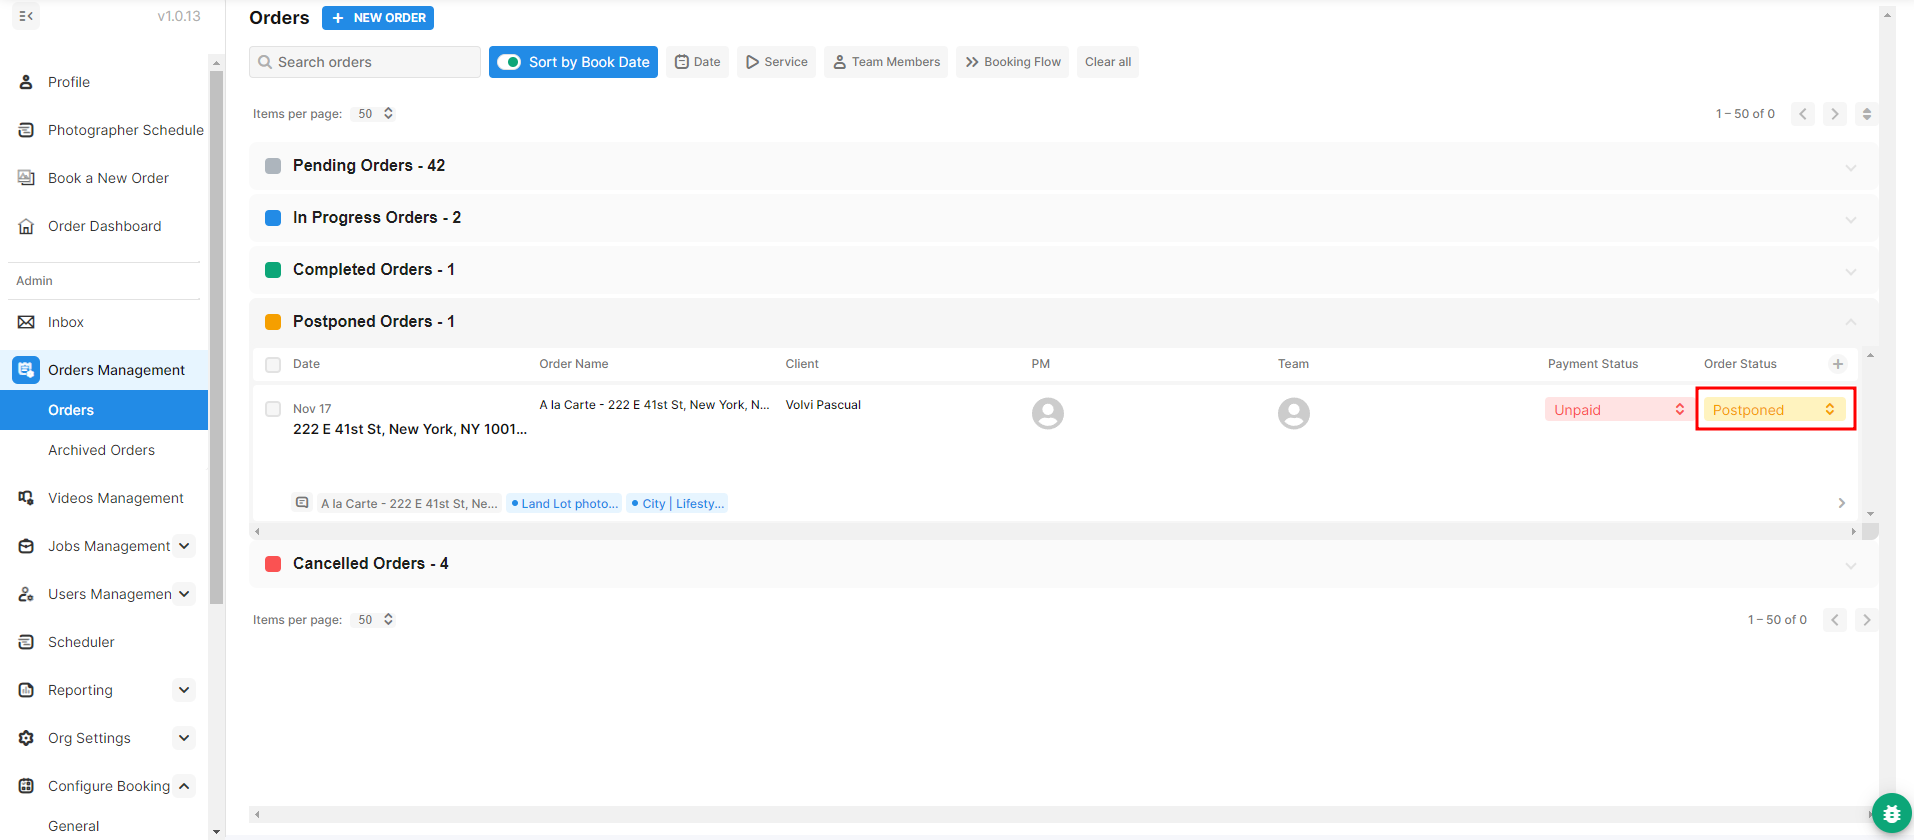 v1.0.13
Profile
Photographer Schedule
Book a New Order
Order Dashboard
Admin
Inbox
Orders Management
Orders
Archived Orders
Videos Management
Jobs Management
Users Managemen
Scheduler
Reporting
Org Settings
Configure Booking
General
Orders
+ NEW ORDER
Search orders
Sort by Book Date
Date
Service
Team Members
Booking Flow
Clear all
Items per page: 50
1 – 50 of 0
Pending Orders - 42
In Progress Orders - 2
Completed Orders - 1
Postponed Orders - 1
Date Order Name Client PM Team Payment Status Order Status +
Nov 17
222 E 41st St, New York, NY 1001...
A la Carte - 222 E 41st St, New York, N...
Volvi Pascual
Unpaid
Postponed
A la Carte - 222 E 41st St, Ne...
Land Lot photo...
City | Lifesty...
Cancelled Orders - 4
Items per page: 50
1 – 50 of 0